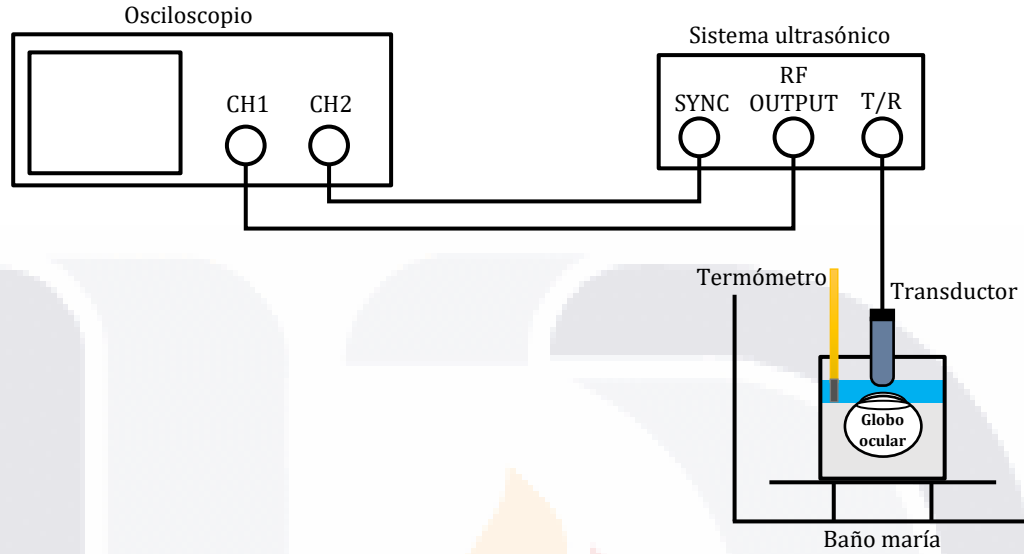 Osciloscopio
CH1 CH2
Sistema ultrasónico
RF
SYNC OUTPUT T/R
Termómetro
Transductor
Globo
ocular
Baño maría